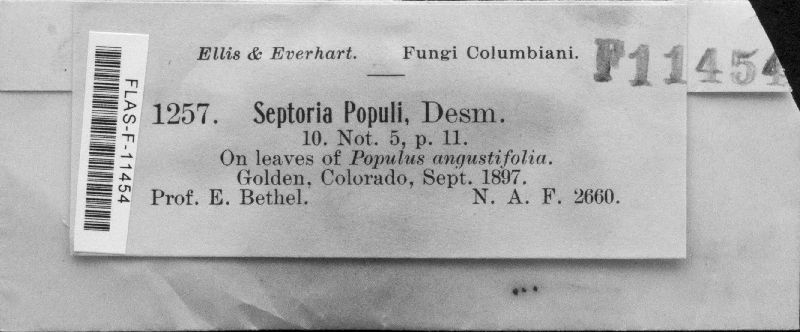 Ellis & Everhart. Fungi Columbiani.
F11454
FLAS-F-11454
1257. Septoria Populi, Desm.
10. Not. 5, p. 11.
On leaves of Populus angustifolia.
Golden, Colorado, Sept. 1897.
Prof. E. Bethel. N. A. F. 2660.